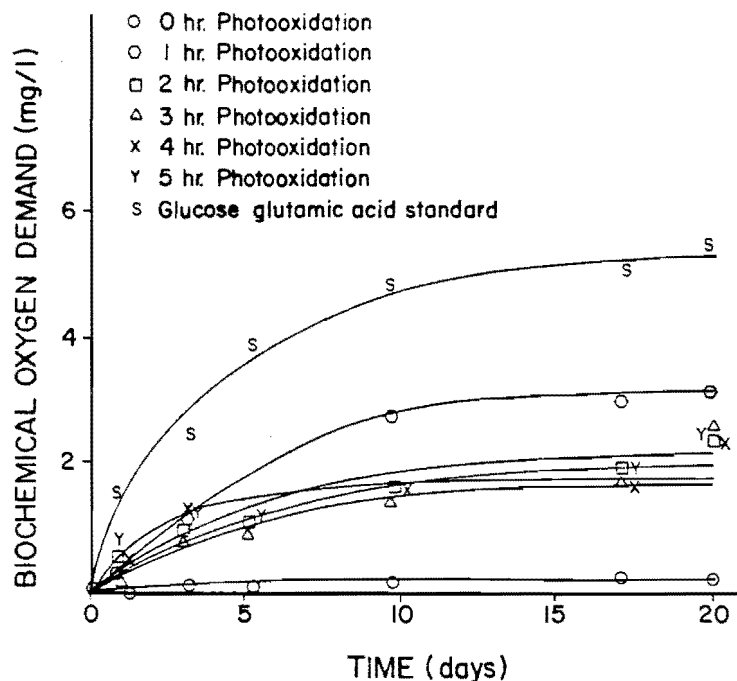 0 hr. Photooxidation
1 hr. Photooxidation
2 hr. Photooxidation
3 hr. Photooxidation
x 4 hr. Photooxidation
Y 5 hr. Photooxidation
S Glucose glutamic acid standard
BIOCHEMICAL OXYGEN DEMAND (mg/l)
6
4
2
0 5 10 15 20
TIME (days)
S
S
S
S
S
S
Y
x
Y
x
Y
x
x
Y
x
Y
x